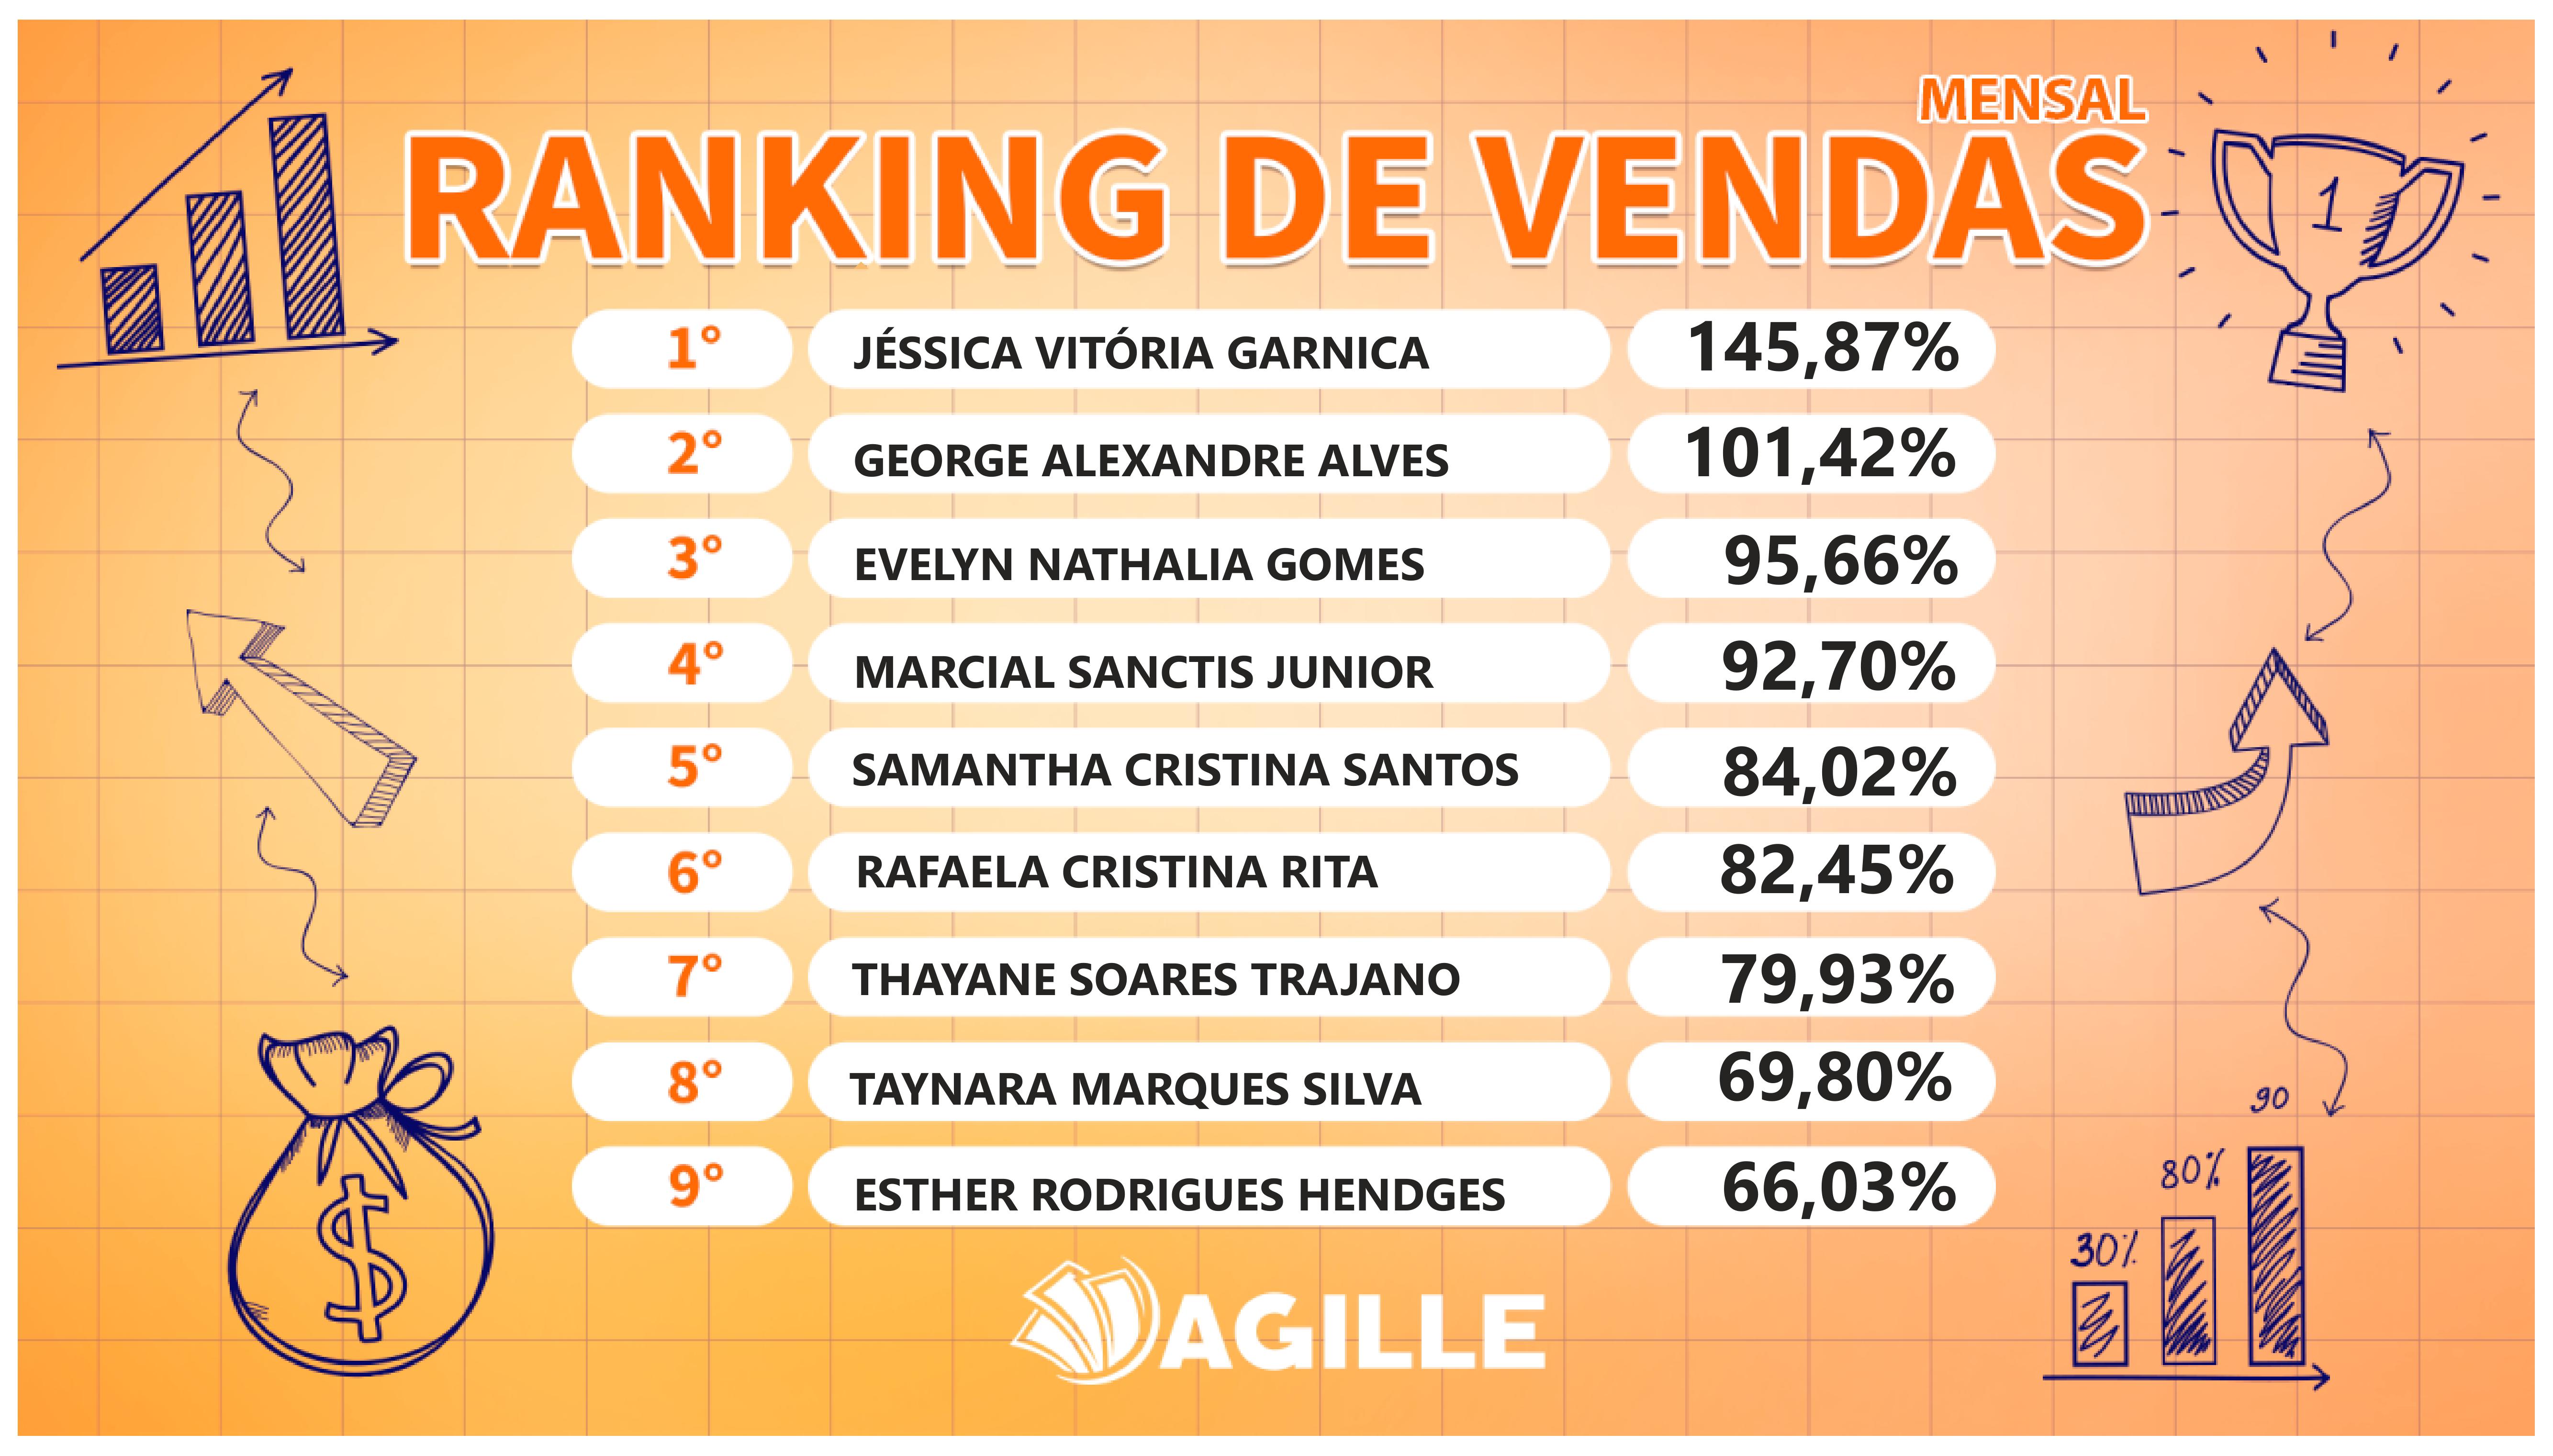 MENSAL
RANKING DE VENDAS
1
1° JÉSSICA VITÓRIA GARNICA 145,87%
2° GEORGE ALEXANDRE ALVES 101,42%
3° EVELYN NATHALIA GOMES 95,66%
4° MARCIAL SANCTIS JUNIOR 92,70%
5° SAMANTHA CRISTINA SANTOS 84,02%
6° RAFAELA CRISTINA RITA 82,45%
7° THAYANE SOARES TRAJANO 79,93%
8° TAYNARA MARQUES SILVA 69,80%
9° ESTHER RODRIGUES HENDGES 66,03%
$
90
80%
30%
AGILLE